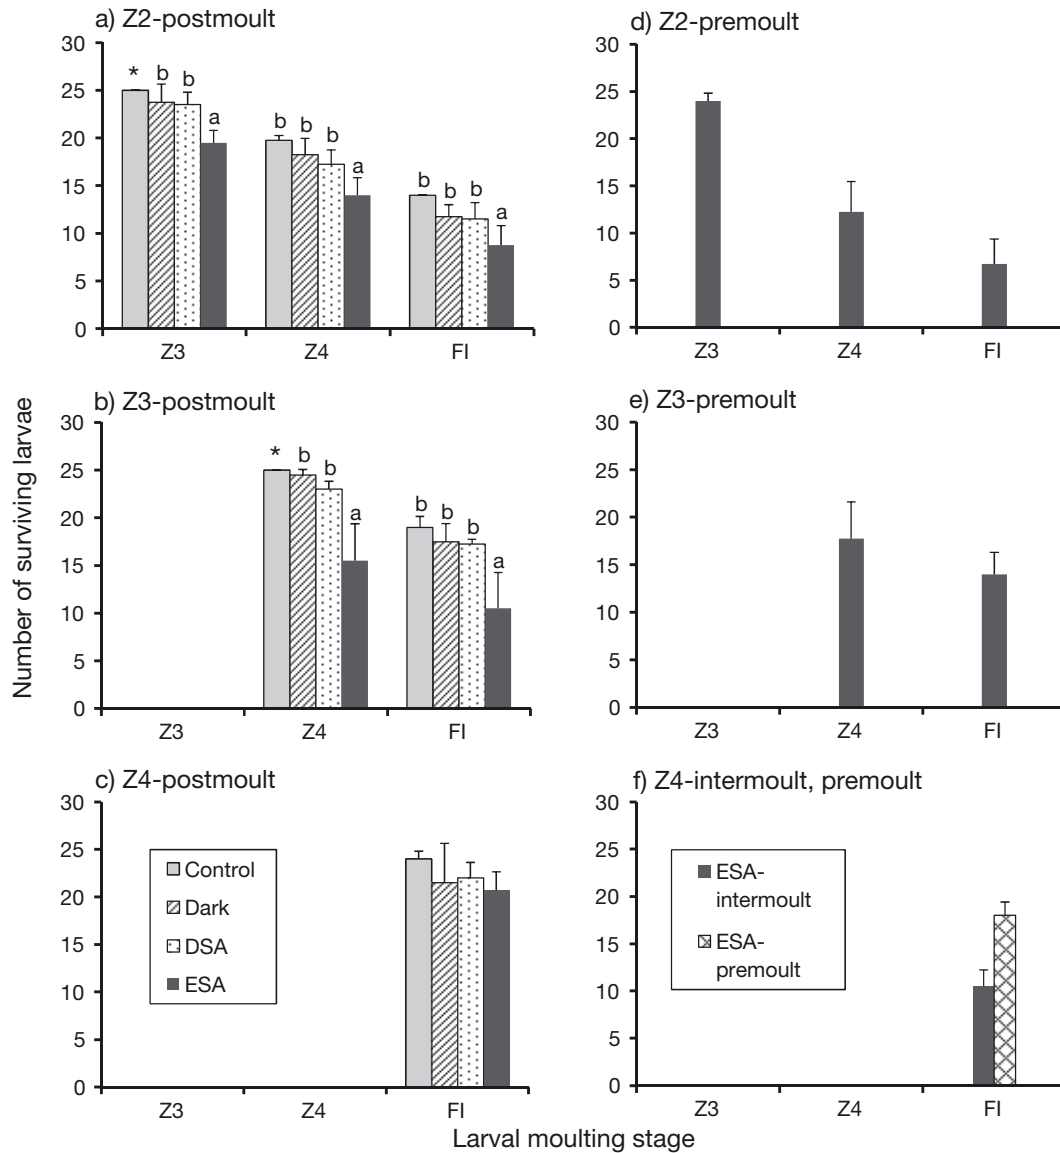 a) Z2-postmoult
30
25
20
15
10
5
0
* b b a
b b b a
b b b a
Z3 Z4 FI
d) Z2-premoult
30
25
20
15
10
5
0
Z3 Z4 FI
b) Z3-postmoult
30
25
20
15
10
5
0
* b b a
b b b a
Z3 Z4 FI
e) Z3-premoult
30
25
20
15
10
5
0
Z3 Z4 FI
c) Z4-postmoult
30
25
20
15
10
5
0
Control
Dark
DSA
ESA
Z3 Z4 FI
f) Z4-intermoult, premoult
30
25
20
15
10
5
0
ESA-
intermoult
ESA-
premoult
Z3 Z4 FI
Number of surviving larvae
Larval moulting stage